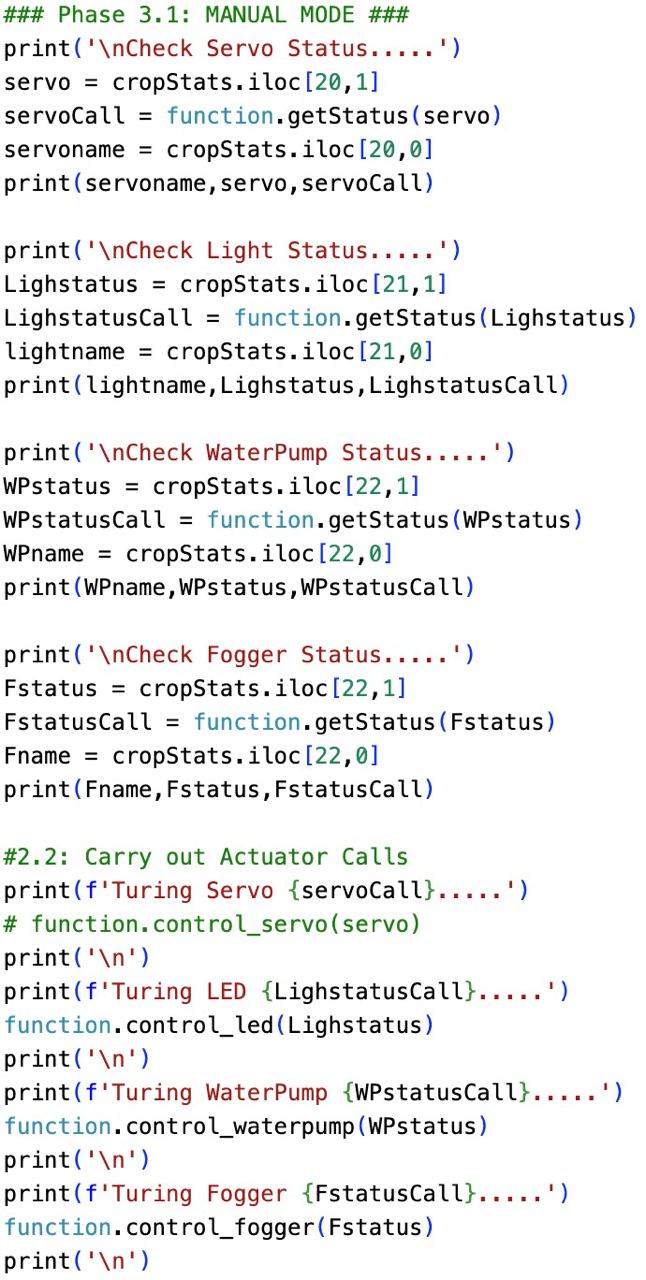 ### Phase 3.1: MANUAL MODE ###
print('\nCheck Servo Status.....')
servo = cropStats.iloc[20,1]
servoCall = function.getStatus(servo)
servoname = cropStats.iloc[20,0]
print(servoname,servo,servoCall)

print('\nCheck Light Status.....')
Lighstatus = cropStats.iloc[21,1]
LighstatusCall = function.getStatus(Lighstatus)
lightname = cropStats.iloc[21,0]
print(lightname,Lighstatus,LighstatusCall)

print('\nCheck WaterPump Status.....')
WPstatus = cropStats.iloc[22,1]
WPstatusCall = function.getStatus(WPstatus)
WPname = cropStats.iloc[22,0]
print(WPname,WPstatus,WPstatusCall)

print('\nCheck Fogger Status.....')
Fstatus = cropStats.iloc[22,1]
FstatusCall = function.getStatus(Fstatus)
Fname = cropStats.iloc[22,0]
print(Fname,Fstatus,FstatusCall)

#2.2: Carry out Actuator Calls
print(f'Turing Servo {servoCall}.....')
# function.control_servo(servo)
print('\n')
print(f'Turing LED {LighstatusCall}.....')
function.control_led(Lighstatus)
print('\n')
print(f'Turing WaterPump {WPstatusCall}.....')
function.control_waterpump(WPstatus)
print('\n')
print(f'Turing Fogger {FstatusCall}.....')
function.control_fogger(Fstatus)
print('\n')